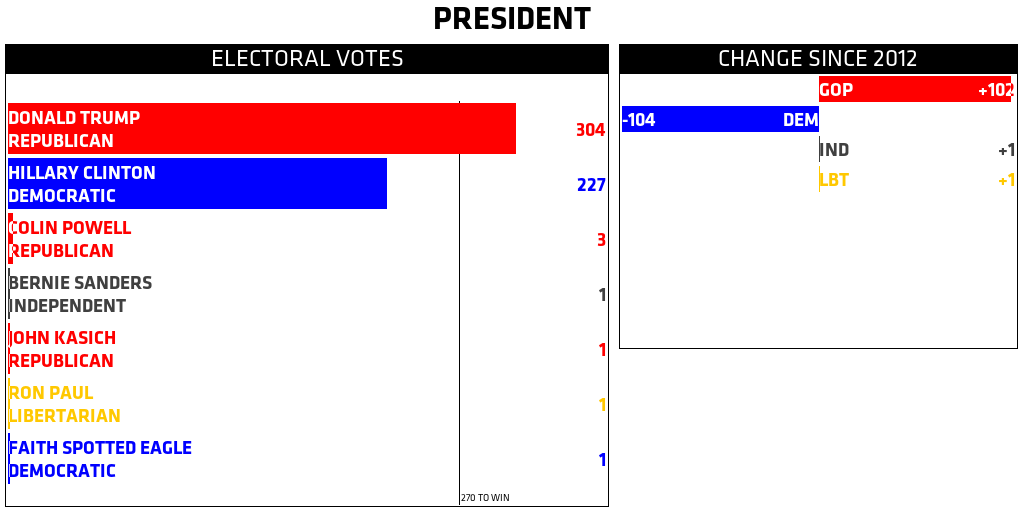 PRESIDENT
ELECTORAL VOTES
DONALD TRUMP
REPUBLICAN
304
HILLARY CLINTON
DEMOCRATIC
227
COLIN POWELL
REPUBLICAN
3
BERNIE SANDERS
INDEPENDENT
1
JOHN KASICH
REPUBLICAN
1
RON PAUL
LIBERTARIAN
1
FAITH SPOTTED EAGLE
DEMOCRATIC
1
270 TO WIN
CHANGE SINCE 2012
GOP +102
-104 DEM
IND +1
LBT +1